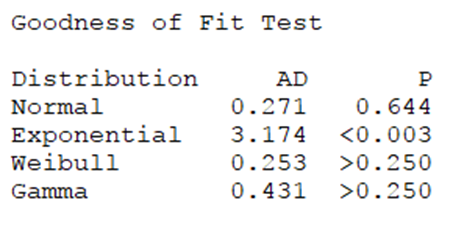 Goodness of Fit Test
Distribution AD P
Normal 0.271 0.644
Exponential 3.174 <0.003
Weibull 0.253 >0.250
Gamma 0.431 >0.250